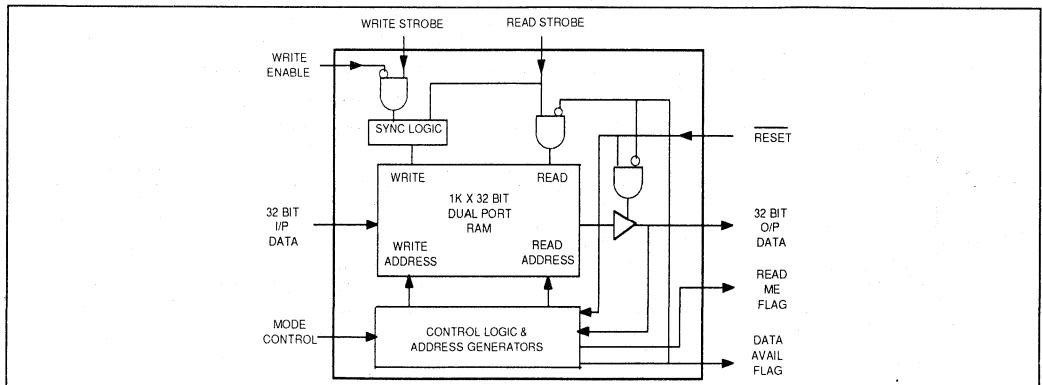 WRITE STROBE
READ STROBE
WRITE
ENABLE
SYNC LOGIC
RESET
WRITE
READ
1K X 32 BIT
DUAL PORT
RAM
32 BIT
I/P
DATA
32 BIT
O/P
DATA
WRITE
ADDRESS
READ
ADDRESS
READ
ME
FLAG
MODE
CONTROL
CONTROL LOGIC &
ADDRESS GENERATORS
DATA
AVAIL
FLAG